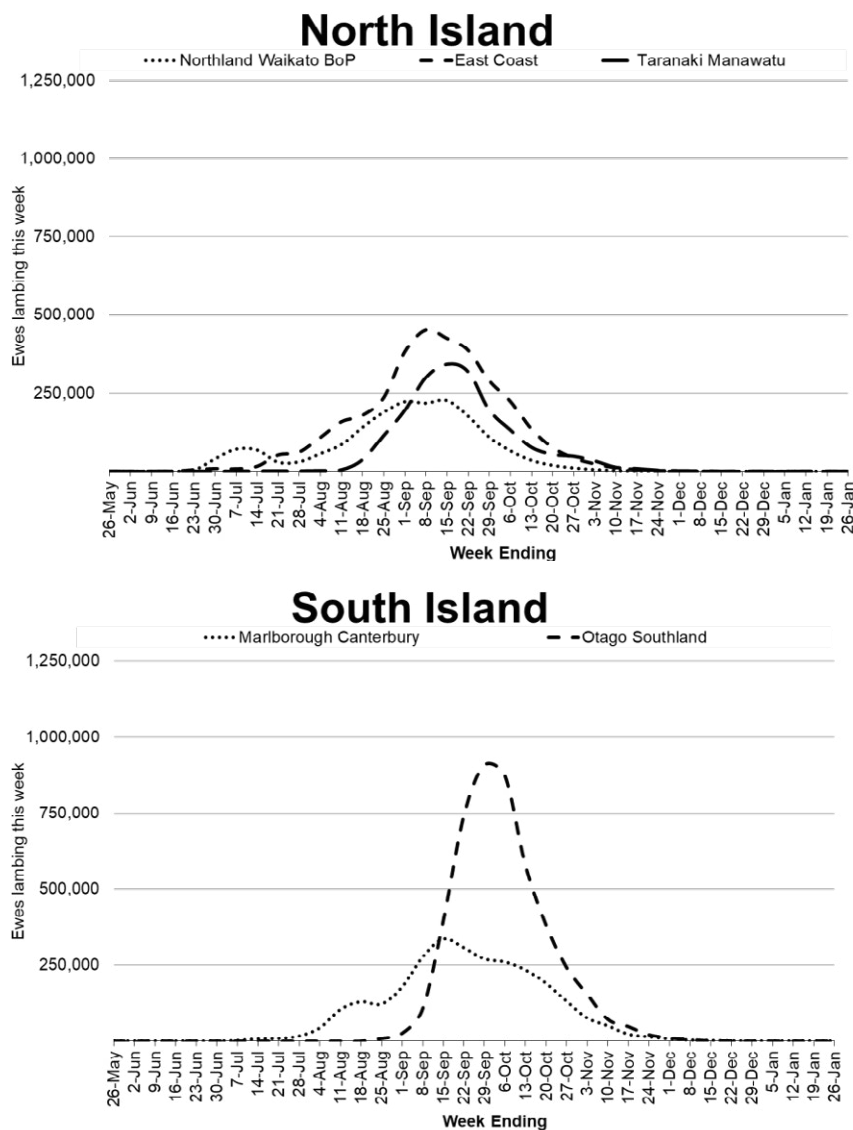 North Island
Northland Waikato BoP East Coast Taranaki Manawatu
1,250,000
1,000,000
750,000
500,000
250,000
Ewes lambing this week
26-May
2-Jun
9-Jun
16-Jun
23-Jun
30-Jun
7-Jul
14-Jul
21-Jul
28-Jul
4-Aug
11-Aug
18-Aug
25-Aug
1-Sep
8-Sep
15-Sep
22-Sep
29-Sep
6-Oct
13-Oct
20-Oct
27-Oct
3-Nov
10-Nov
17-Nov
24-Nov
1-Dec
8-Dec
15-Dec
22-Dec
29-Dec
5-Jan
12-Jan
19-Jan
26-Jan
Week Ending
South Island
Marlborough Canterbury Otago Southland
1,250,000
1,000,000
750,000
500,000
250,000
Ewes lambing this week
26-May
2-Jun
9-Jun
16-Jun
23-Jun
30-Jun
7-Jul
14-Jul
21-Jul
28-Jul
4-Aug
11-Aug
18-Aug
25-Aug
1-Sep
8-Sep
15-Sep
22-Sep
29-Sep
6-Oct
13-Oct
20-Oct
27-Oct
3-Nov
10-Nov
17-Nov
24-Nov
1-Dec
8-Dec
15-Dec
22-Dec
29-Dec
5-Jan
12-Jan
19-Jan
26-Jan
Week Ending